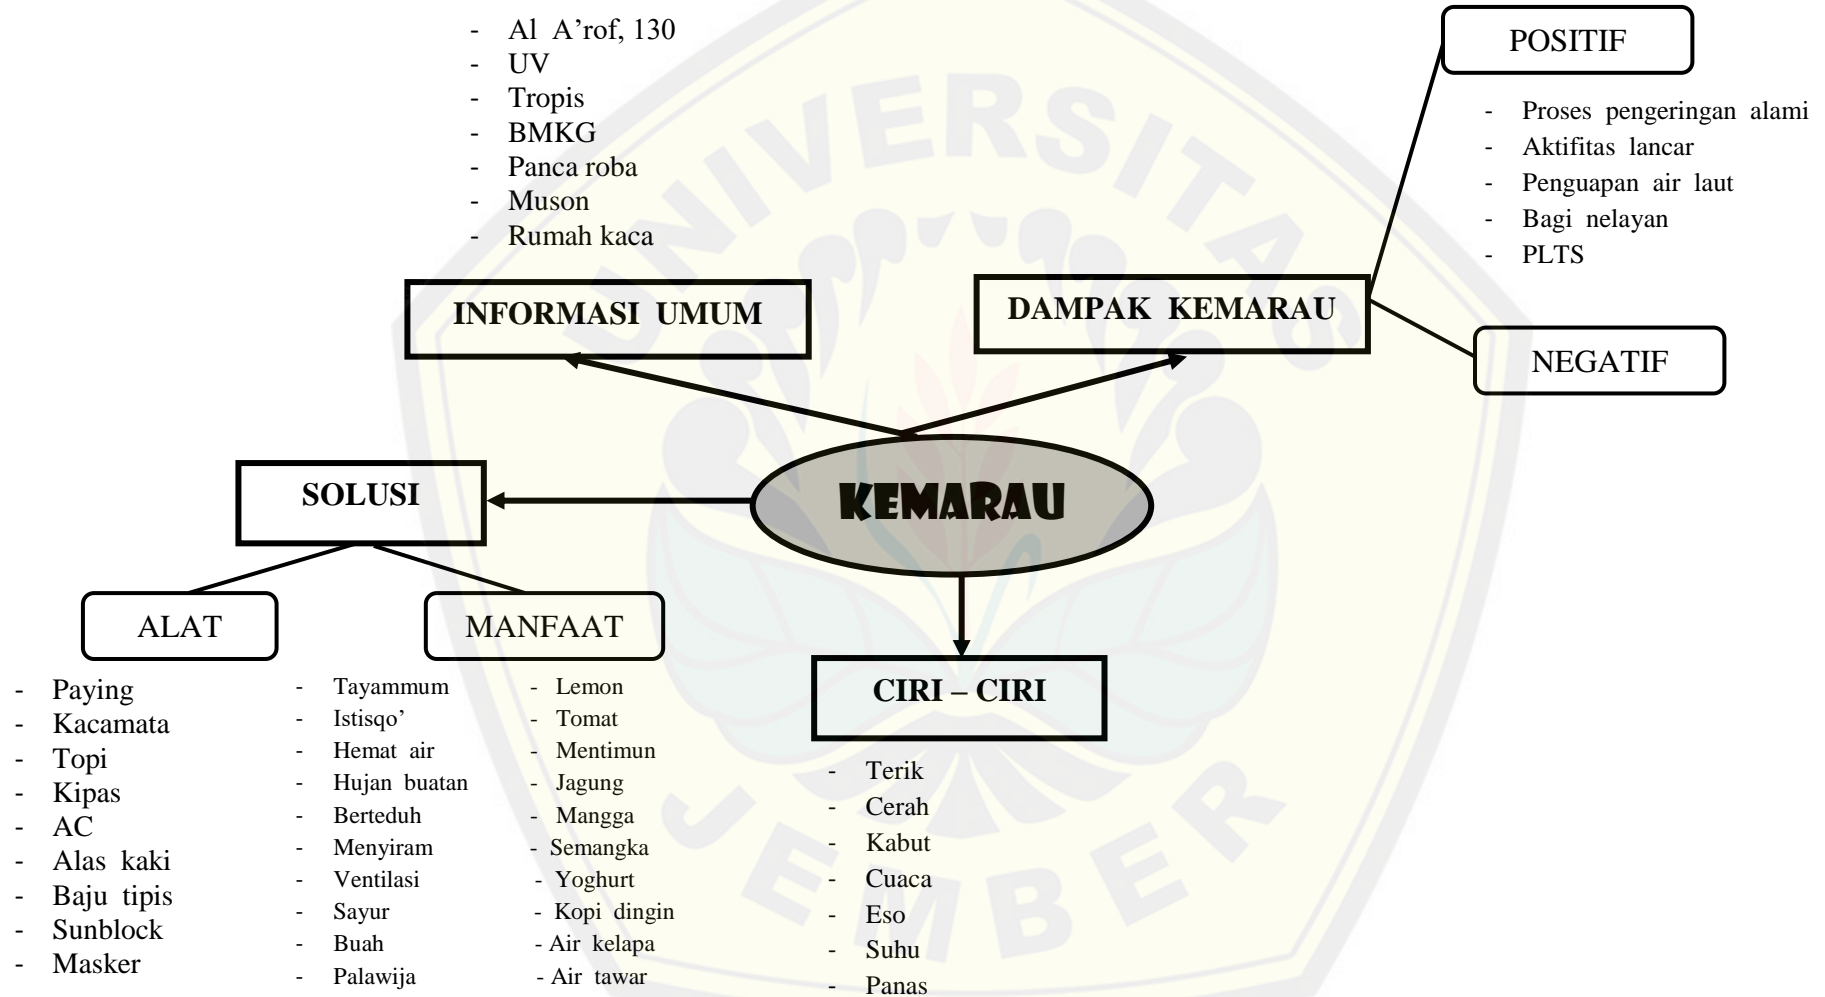 - Al A’rof, 130
- UV
- Tropis
- BMKG
- Panca roba
- Muson
- Rumah kaca
POSITIF
- Proses pengeringan alami
- Aktifitas lancar
- Penguapan air laut
- Bagi nelayan
- PLTS
INFORMASI UMUM
DAMPAK KEMARAU
NEGATIF
KEMARAU
SOLUSI
ALAT
- Paying
- Kacamata
- Topi
- Kipas
- AC
- Alas kaki
- Baju tipis
- Sunblock
- Masker
MANFAAT
- Tayammum
- Istisqo’
- Hemat air
- Hujan buatan
- Berteduh
- Menyiram
- Ventilasi
- Sayur
- Buah
- Palawija
- Lemon
- Tomat
- Mentimun
- Jagung
- Mangga
- Semangka
- Yoghurt
- Kopi dingin
- Air kelapa
- Air tawar
CIRI – CIRI
- Terik
- Cerah
- Kabut
- Cuaca
- Eso
- Suhu
- Panas
UNIVERSITAS
JEMBER